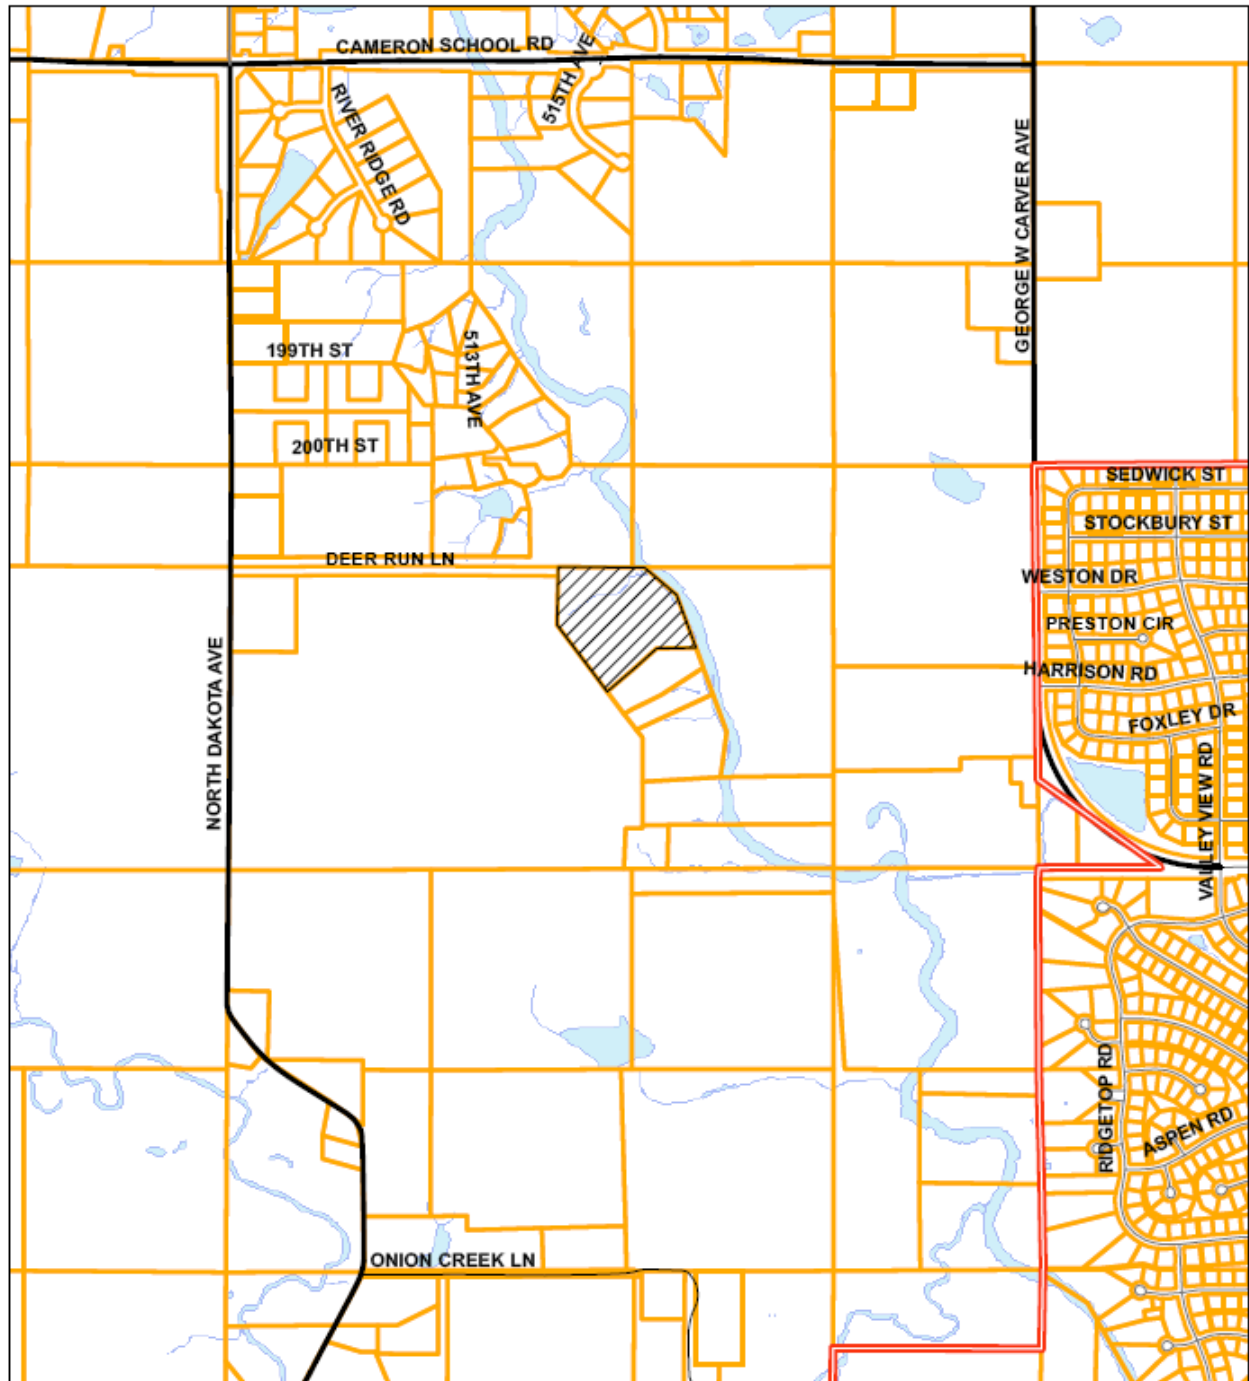 CAMERON SCHOOL RD
515TH AVE
RIVER RIDGE RD
GEORGE W CARVER AVE
199TH ST
513TH AVE
200TH ST
SEDWICK ST
STOCKBURY ST
DEER RUN LN
WESTON DR
PRESTON CIR
HARRISON RD
FOXLEY DR
NORTH DAKOTA AVE
VALLEY VIEW RD
RIDGETOP RD
ASPEN RD
ONION CREEK LN